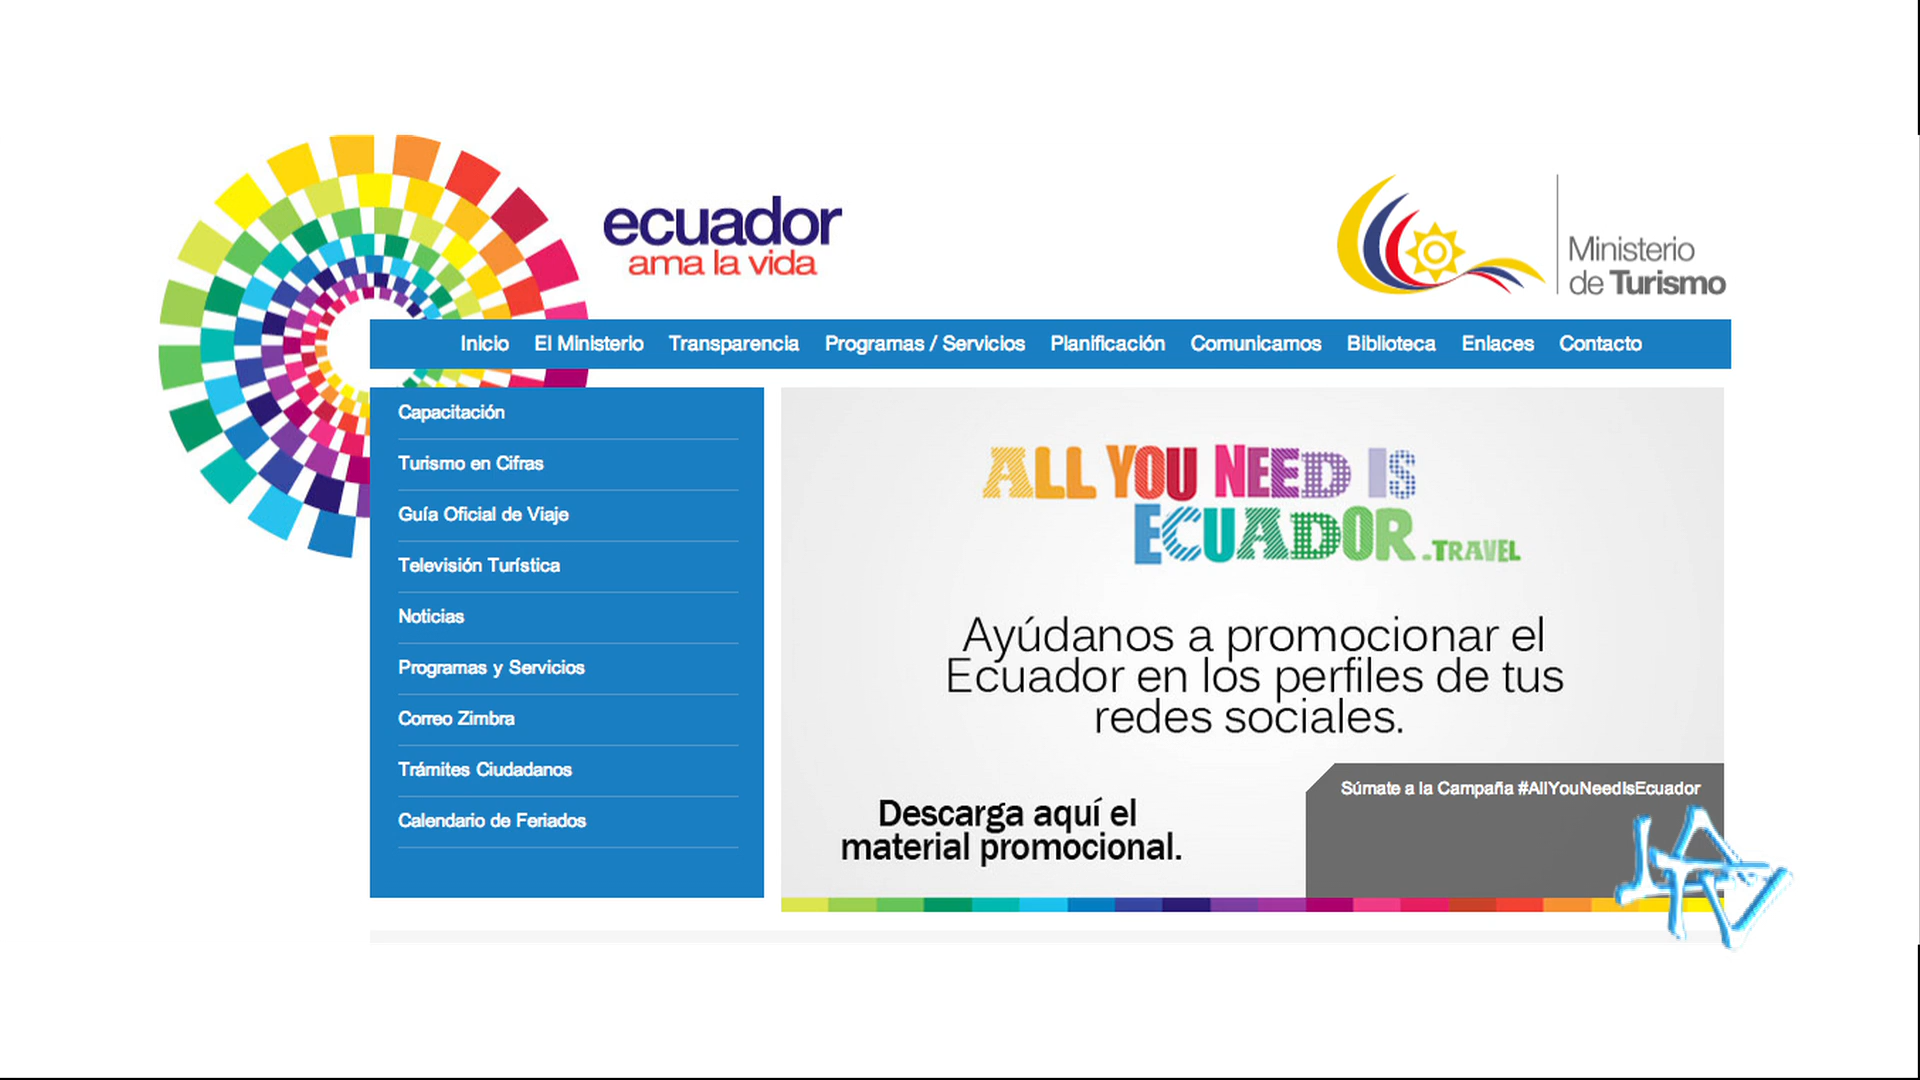 ecuador
ama la vida
Ministerio
de Turismo
Inicio El Ministerio Transparencia Programas / Servicios Planificación Comunicamos Biblioteca Enlaces Contacto
Capacitación
Turismo en Cifras
Guía Oficial de Viaje
Televisión Turística
Noticias
Programas y Servicios
Correo Zimbra
Trámites Ciudadanos
Calendario de Feriados
ALL YOU NEED IS
ECUADOR.TRAVEL
Ayúdanos a promocionar el
Ecuador en los perfiles de tus
redes sociales.
Descarga aquí el
material promocional.
Súmate a la Campaña #AllYouNeedIsEcuador